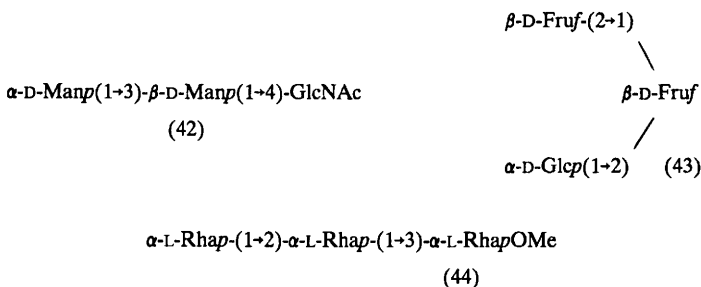 β-D-Fruf-(2→1)
α-D-Manp(1→3)-β-D-Manp(1→4)-GlcNAc
β-D-Fruf
(42)
α-D-Glcp(1→2) (43)
α-L-Rhap-(1→2)-α-L-Rhap-(1→3)-α-L-RhapOMe
(44)